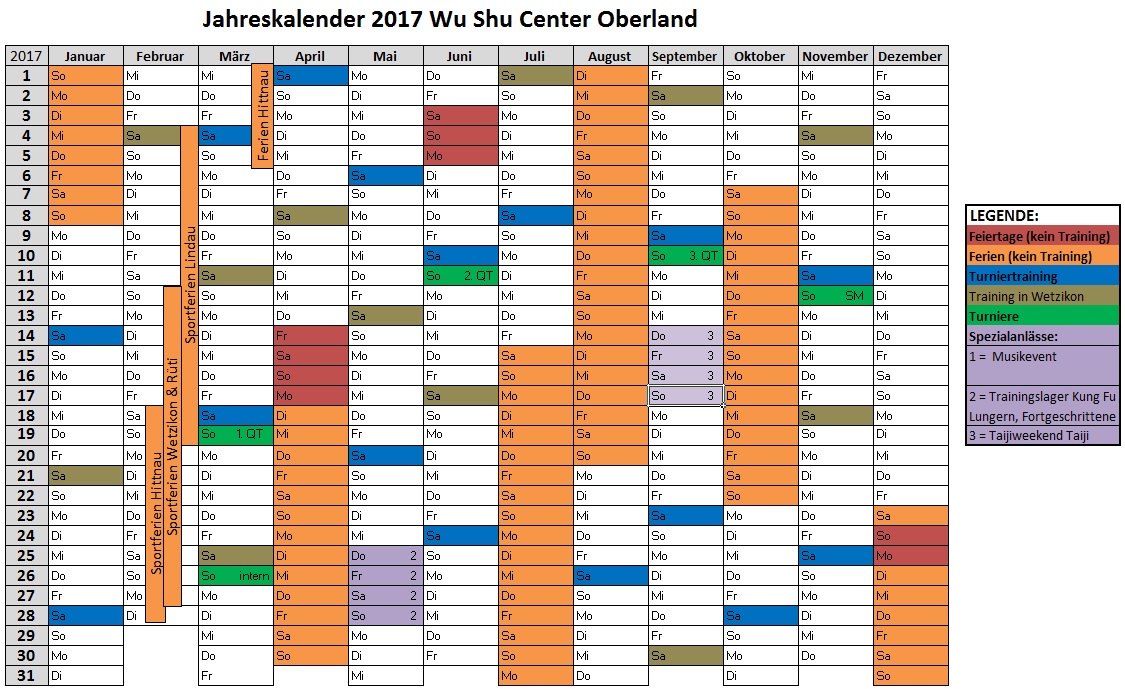 Jahreskalender 2017 Wu Shu Center Oberland
2017 Januar Februar März April Mai Juni Juli August September Oktober November Dezember
1 So Mi Mi Sa Mo Do Sa Di Fr So Mi Fr
2 Mo Do Do So Di Fr So Mi Sa Mo Do Sa
3 Di Fr Fr Mo Mi Sa Mo Do So Di Fr So
4 Mi Sa Sa Di Do So Di Fr Mo Mi Sa Mo
5 Do So So Mi Fr Mo Mi Sa Di Do So Di
6 Fr Mo Mo Do Sa Di Do So Mi Fr Mo Mi
7 Sa Di Di Fr So Mi Fr Mo Do Sa Di Do
8 So Mi Mi Sa Mo Do Sa Di Fr So Mi Fr
9 Mo Do Do So Di Fr So Mi Sa Mo Do Sa
10 Di Fr Fr Mo Mi Sa Mo Do So 3. QT Di Fr So
11 Mi Sa Sa Di Do So 2. QT Di Fr Mo Mi Sa Mo
12 Do So So Mi Fr Mo Mi Sa Di Do So SM Di
13 Fr Mo Mo Do Sa Di Do So Mi Fr Mo Mi
14 Sa Di Di Fr So Mi Fr Mo Do 3 Sa Di Do
15 So Mi Mi Sa Mo Do Sa Di Fr 3 So Mi Fr
16 Mo Do Do So Di Fr So Mi Sa 3 Mo Do Sa
17 Di Fr Fr Mo Mi Sa Mo Do So 3 Di Fr So
18 Mi Sa Sa Di Do So Di Fr Mo Mi Sa Mo
19 Do So So 1. QT Mi Fr Mo Mi Sa Di Do So Di
20 Fr Mo Mo Do Sa Di Do So Mi Fr Mo Mi
21 Sa Di Di Fr So Mi Fr Mo Do Sa Di Do
22 So Mi Mi Sa Mo Do Sa Di Fr So Mi Fr
23 Mo Do Do So Di Fr So Mi Sa Mo Do Sa
24 Di Fr Fr Mo Mi Sa Mo Do So Di Fr So
25 Mi Sa Sa Di Do 2 So Di Fr Mo Mi Sa Mo
26 Do So So intern Mi Fr 2 Mo Mi Sa Di Do So Di
27 Fr Mo Mo Do Sa 2 Di Do So Mi Fr Mo Mi
28 Sa Di Di Fr So 2 Mi Fr Mo Do Sa Di Do
29 So Mi Sa Mo Do Sa Di Fr So Mi Fr
30 Mo Do So Di Fr So Mi Sa Mo Do Sa
31 Di Fr Mi Mo Do Di So
Sportferien Hittnau
Sportferien Wetzikon & Rüti
Sportferien Lindau
Ferien Hittnau
LEGENDE:
Feiertage (kein Training)
Ferien (kein Training)
Turniertraining
Training in Wetzikon
Turniere
Spezialanlässe:
1 = Musikevent
2 = Trainingslager Kung Fu
Lungern, Fortgeschrittene
3 = Taijiweekend Taiji